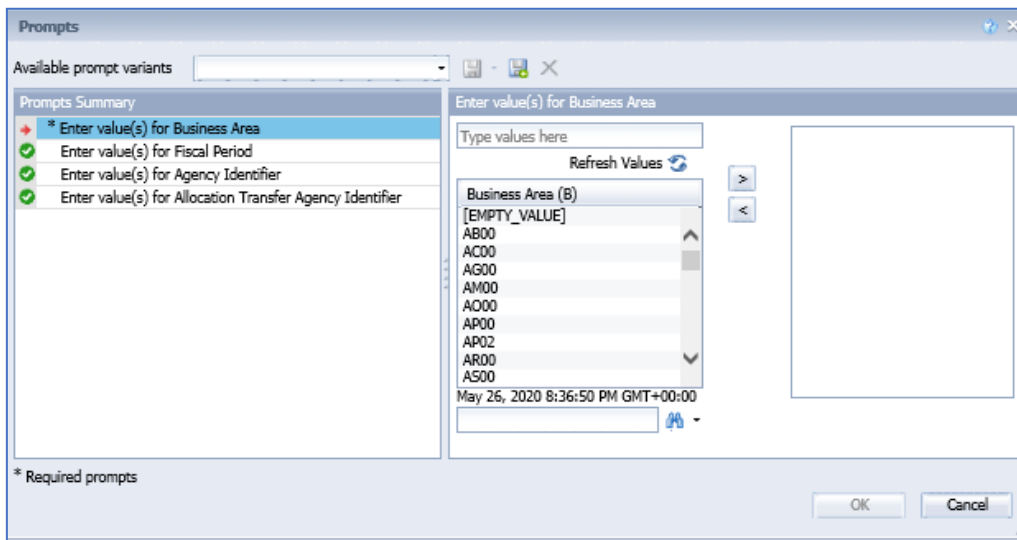 Prompts
Available prompt variants
Prompts Summary
* Enter value(s) for Business Area
Enter value(s) for Fiscal Period
Enter value(s) for Agency Identifier
Enter value(s) for Allocation Transfer Agency Identifier
Enter value(s) for Business Area
Type values here
Refresh Values
Business Area (B)
[EMPTY_VALUE]
AB00
AC00
AG00
AM00
AO00
AP00
AP02
AR00
AS00
May 26, 2020 8:36:50 PM GMT+00:00
>
<
* Required prompts
OK
Cancel